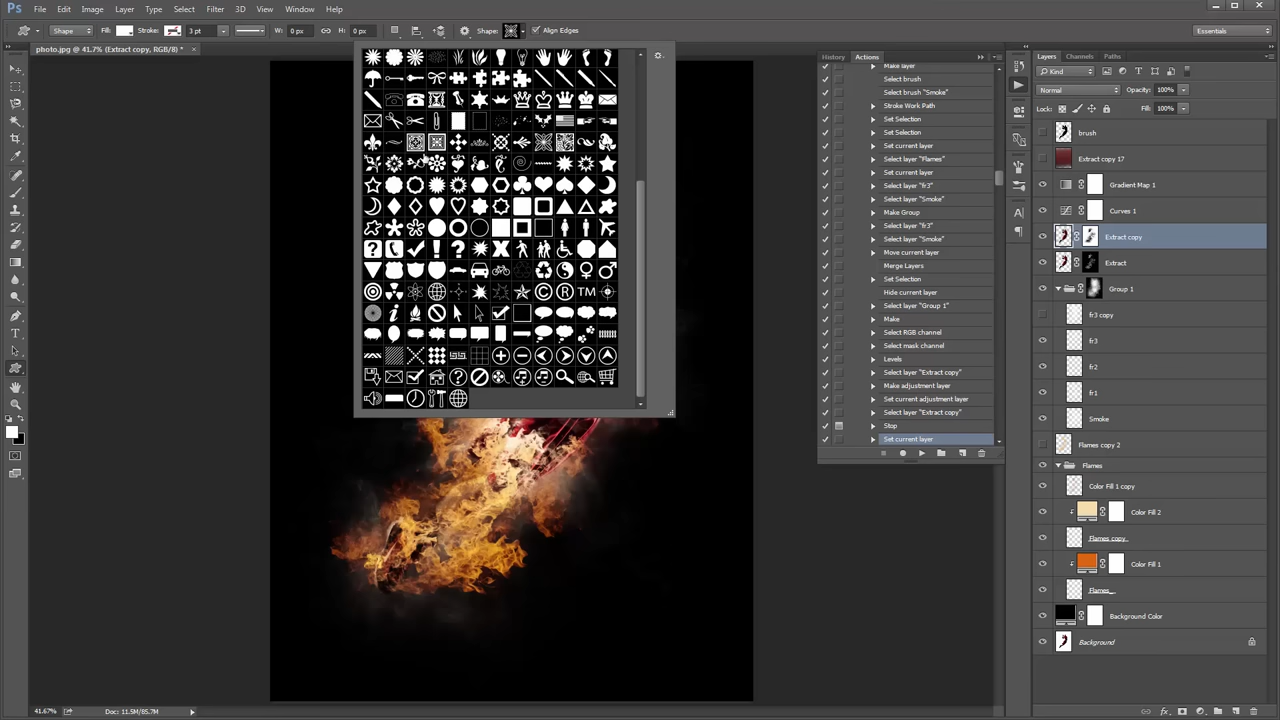 Ps File Edit Image Layer Type Select Filter 3D View Window Help
Shape Fill: Stroke: 3 pt W: 0 px H: 0 px Shape: Align Edges Essentials
photo.jpg @ 41.7% (Extract copy, RGB/8) * ×
History Actions
Make layer
Select brush
Select brush "Smoke"
Stroke Work Path
Set Selection
Set Selection
Set current layer
Select layer "Flames"
Set current layer
Select layer "fr3"
Select layer "Smoke"
Make Group
Select layer "fr3"
Select layer "Smoke"
Move current layer
Merge Layers
Set Selection
Hide current layer
Select layer "Group 1"
Make
Select RGB channel
Select mask channel
Levels
Select layer "Extract copy"
Make adjustment layer
Set current adjustment layer
Select layer "Extract copy"
Stop
Set current layer
Layers Channels Paths
Kind
Normal Opacity: 100%
Lock: Fill: 100%
brush
Extract copy 17
Gradient Map 1
Curves 1
Extract copy
Extract
Group 1
fr3 copy
fr3
fr2
fr1
Smoke
Flames copy 2
Flames
Color Fill 1 copy
Color Fill 2
Flames copy_
Color Fill 1
Flames_
Background Color
Background
41.67% Doc: 11.5M/85.7M